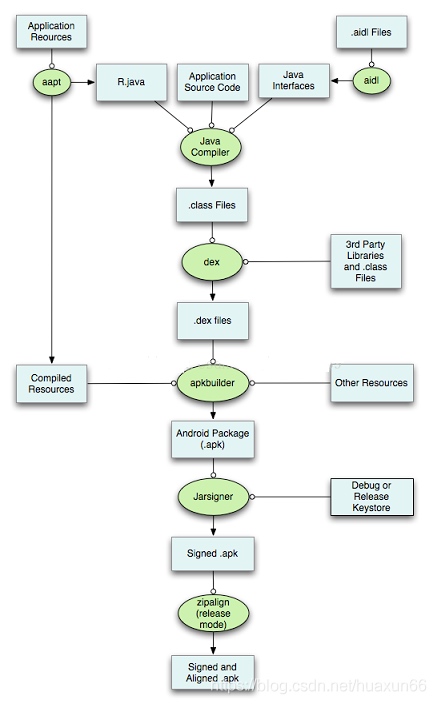 Application
Reources
.aidl Files
aapt
R.java
Application
Source Code
Java
Interfaces
aidl
Java
Compiler
.class Files
dex
3rd Party
Libraries
and .class
Files
.dex files
Compiled
Resources
apkbuilder
Other Resources
Android Package
(.apk)
Jarsigner
Debug or
Release
Keystore
Signed .apk
zipalign
(release
mode)
Signed and
Aligned .apk
https://blog.csdn.net/huaxun66